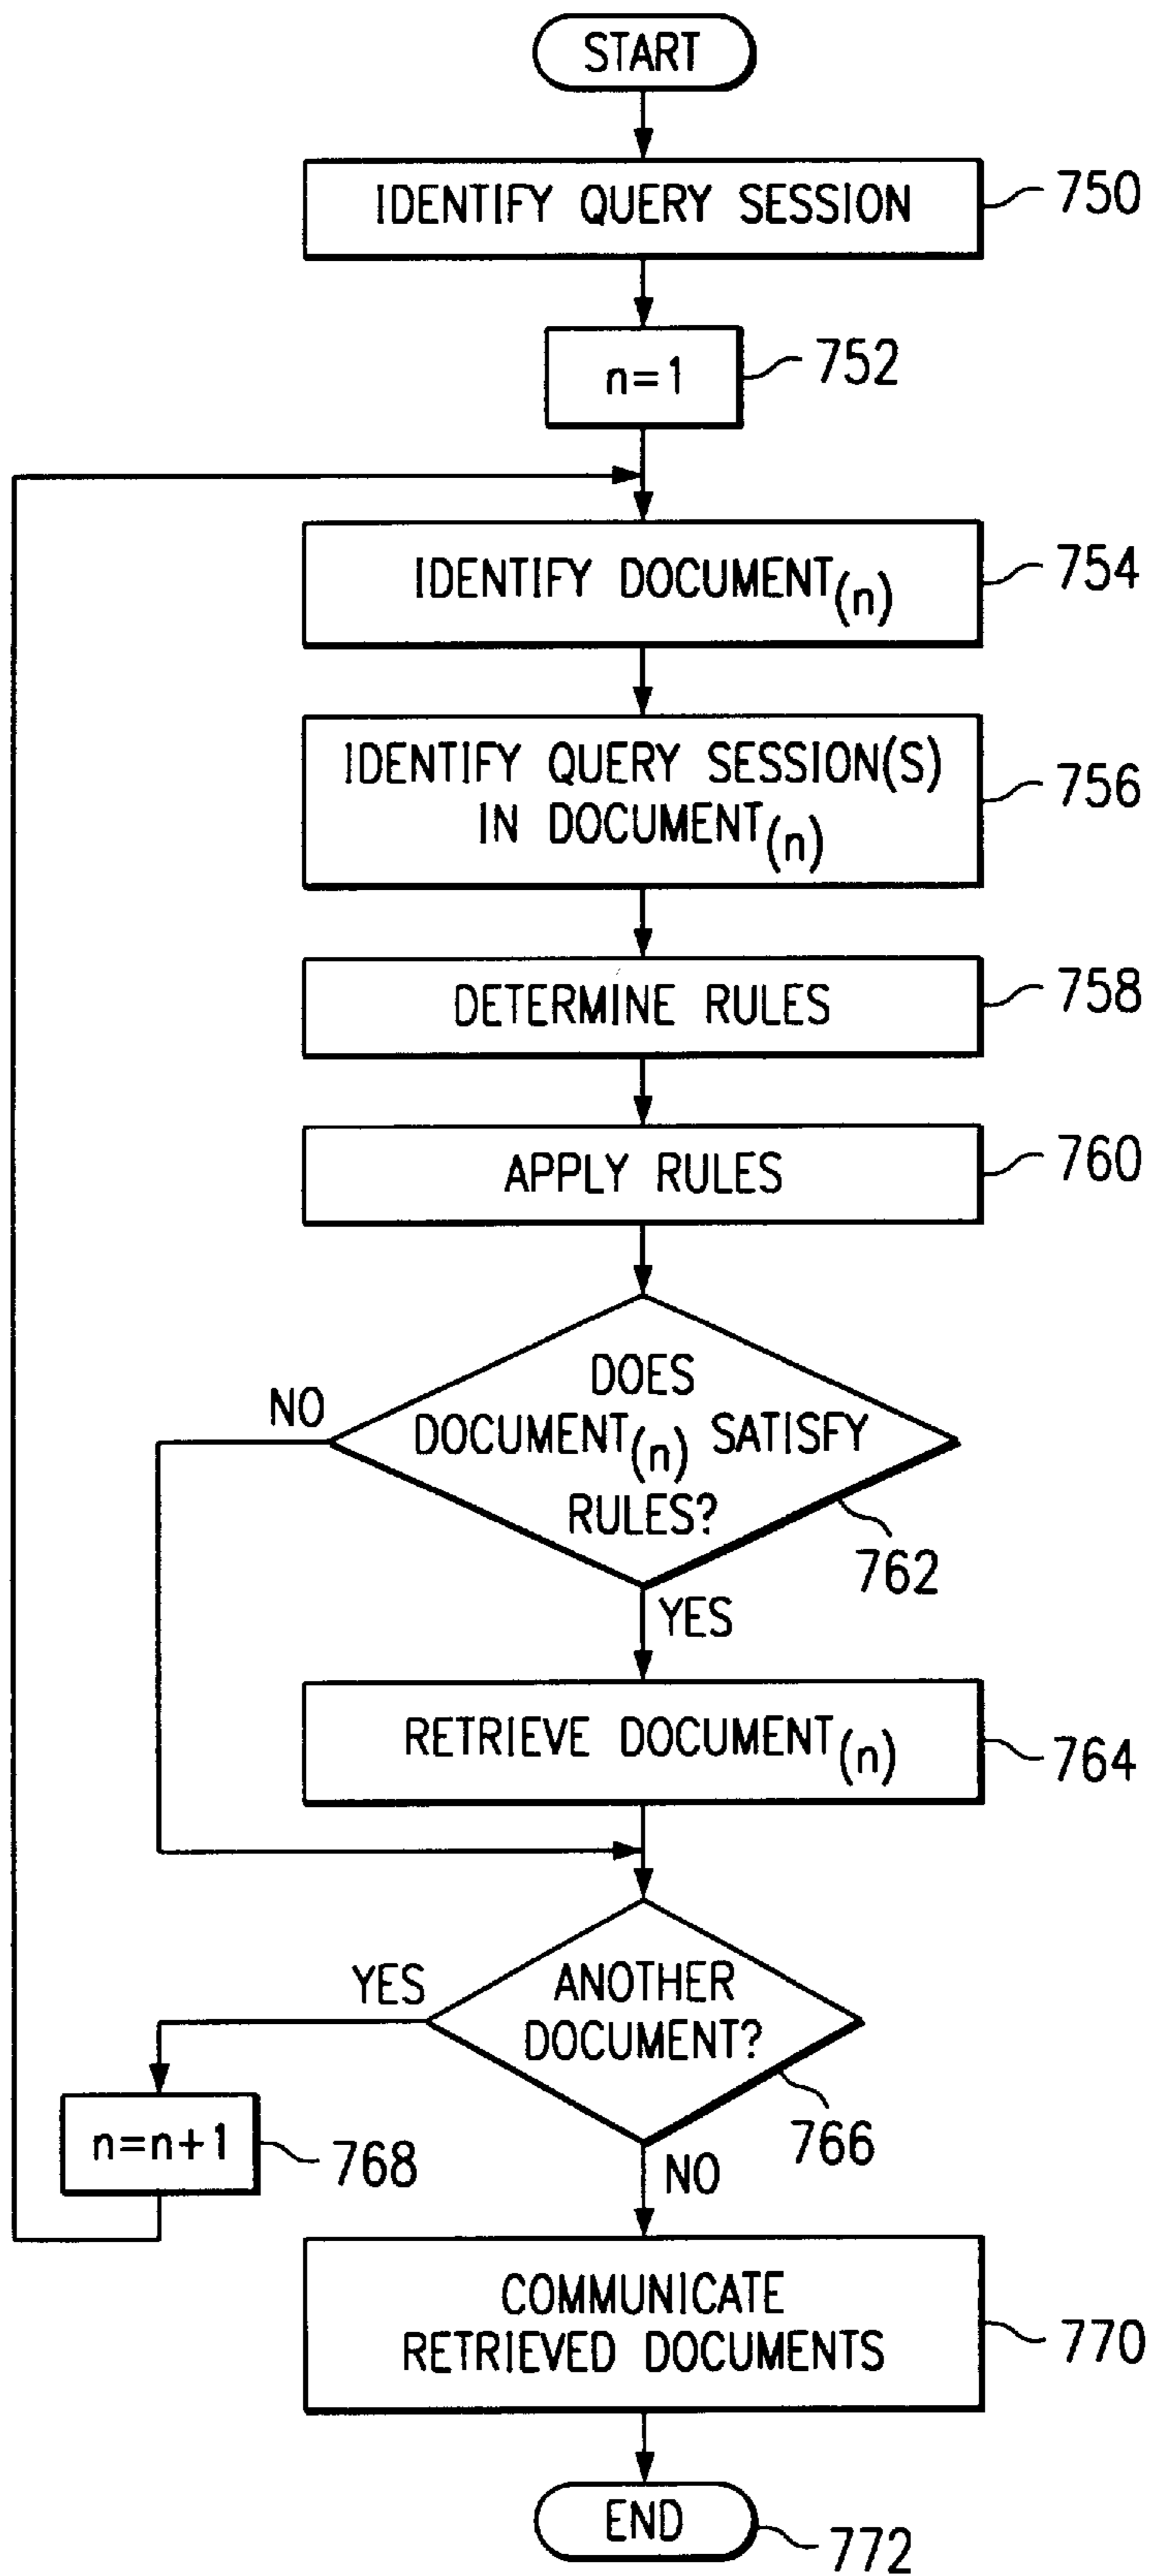 START
IDENTIFY QUERY SESSION
750
n=1
752
IDENTIFY DOCUMENT(n)
754
IDENTIFY QUERY SESSION(S)
IN DOCUMENT(n)
756
DETERMINE RULES
758
APPLY RULES
760
DOES
DOCUMENT(n) SATISFY
RULES?
NO
762
YES
RETRIEVE DOCUMENT(n)
764
ANOTHER
DOCUMENT?
YES
766
n=n+1
768
NO
COMMUNICATE
RETRIEVED DOCUMENTS
770
END
772